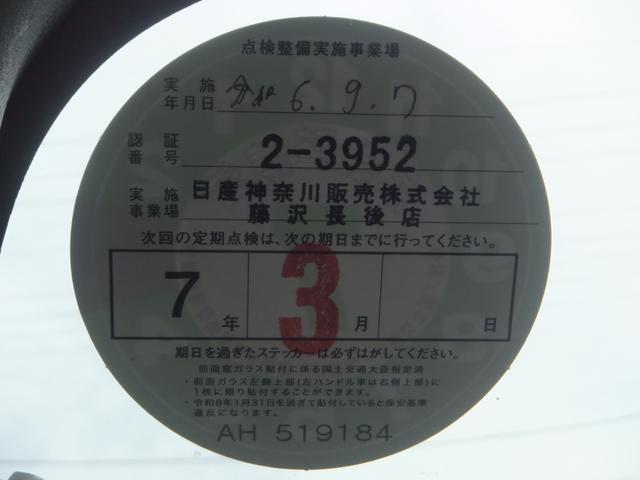 点検整備実施事業場
実施年月日 令和 6.9.7
認証番号 2-3952
実施事業場 日産神奈川販売株式会社
藤沢長後店
次回の定期点検は、次の期日までに行ってください。
7年 3月 日
期日を過ぎたステッカーは必ずはがしてください。
前面窓ガラス貼付に係る国土交通大臣指定済
・前面ガラス左側上部(左ハンドル車は右側上部)に
1枚に限り貼付することができます。
・令和8年1月31日を過ぎて貼付していると保安基準
違反になります。
AH 519184